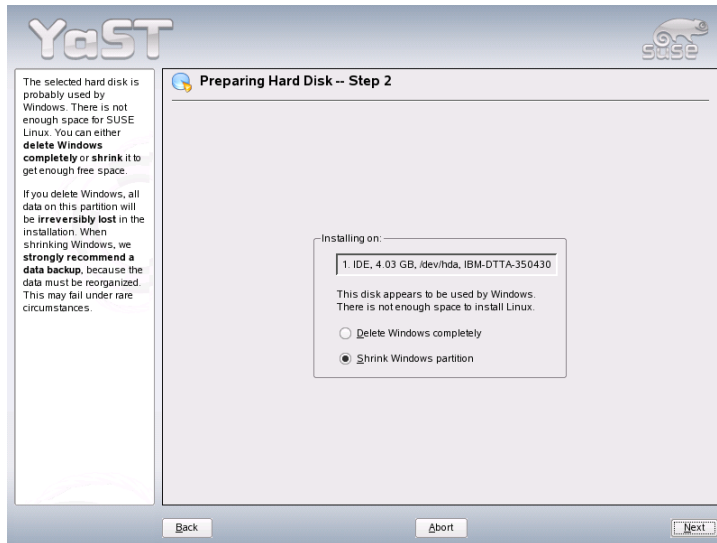 YaST
SUSE
The selected hard disk is
probably used by
Windows. There is not
enough space for SUSE
Linux. You can either
delete Windows
completely or shrink it to
get enough free space.
If you delete Windows, all
data on this partition will
be irreversibly lost in the
installation. When
shrinking Windows, we
strongly recommend a
data backup, because the
data must be reorganized.
This may fail under rare
circumstances.
Preparing Hard Disk -- Step 2
Installing on:
1. IDE, 4.03 GB, /dev/hda, IBM-DTTA-350430
This disk appears to be used by Windows.
There is not enough space to install Linux.
Delete Windows completely
Shrink Windows partition
Back
Abort
Next